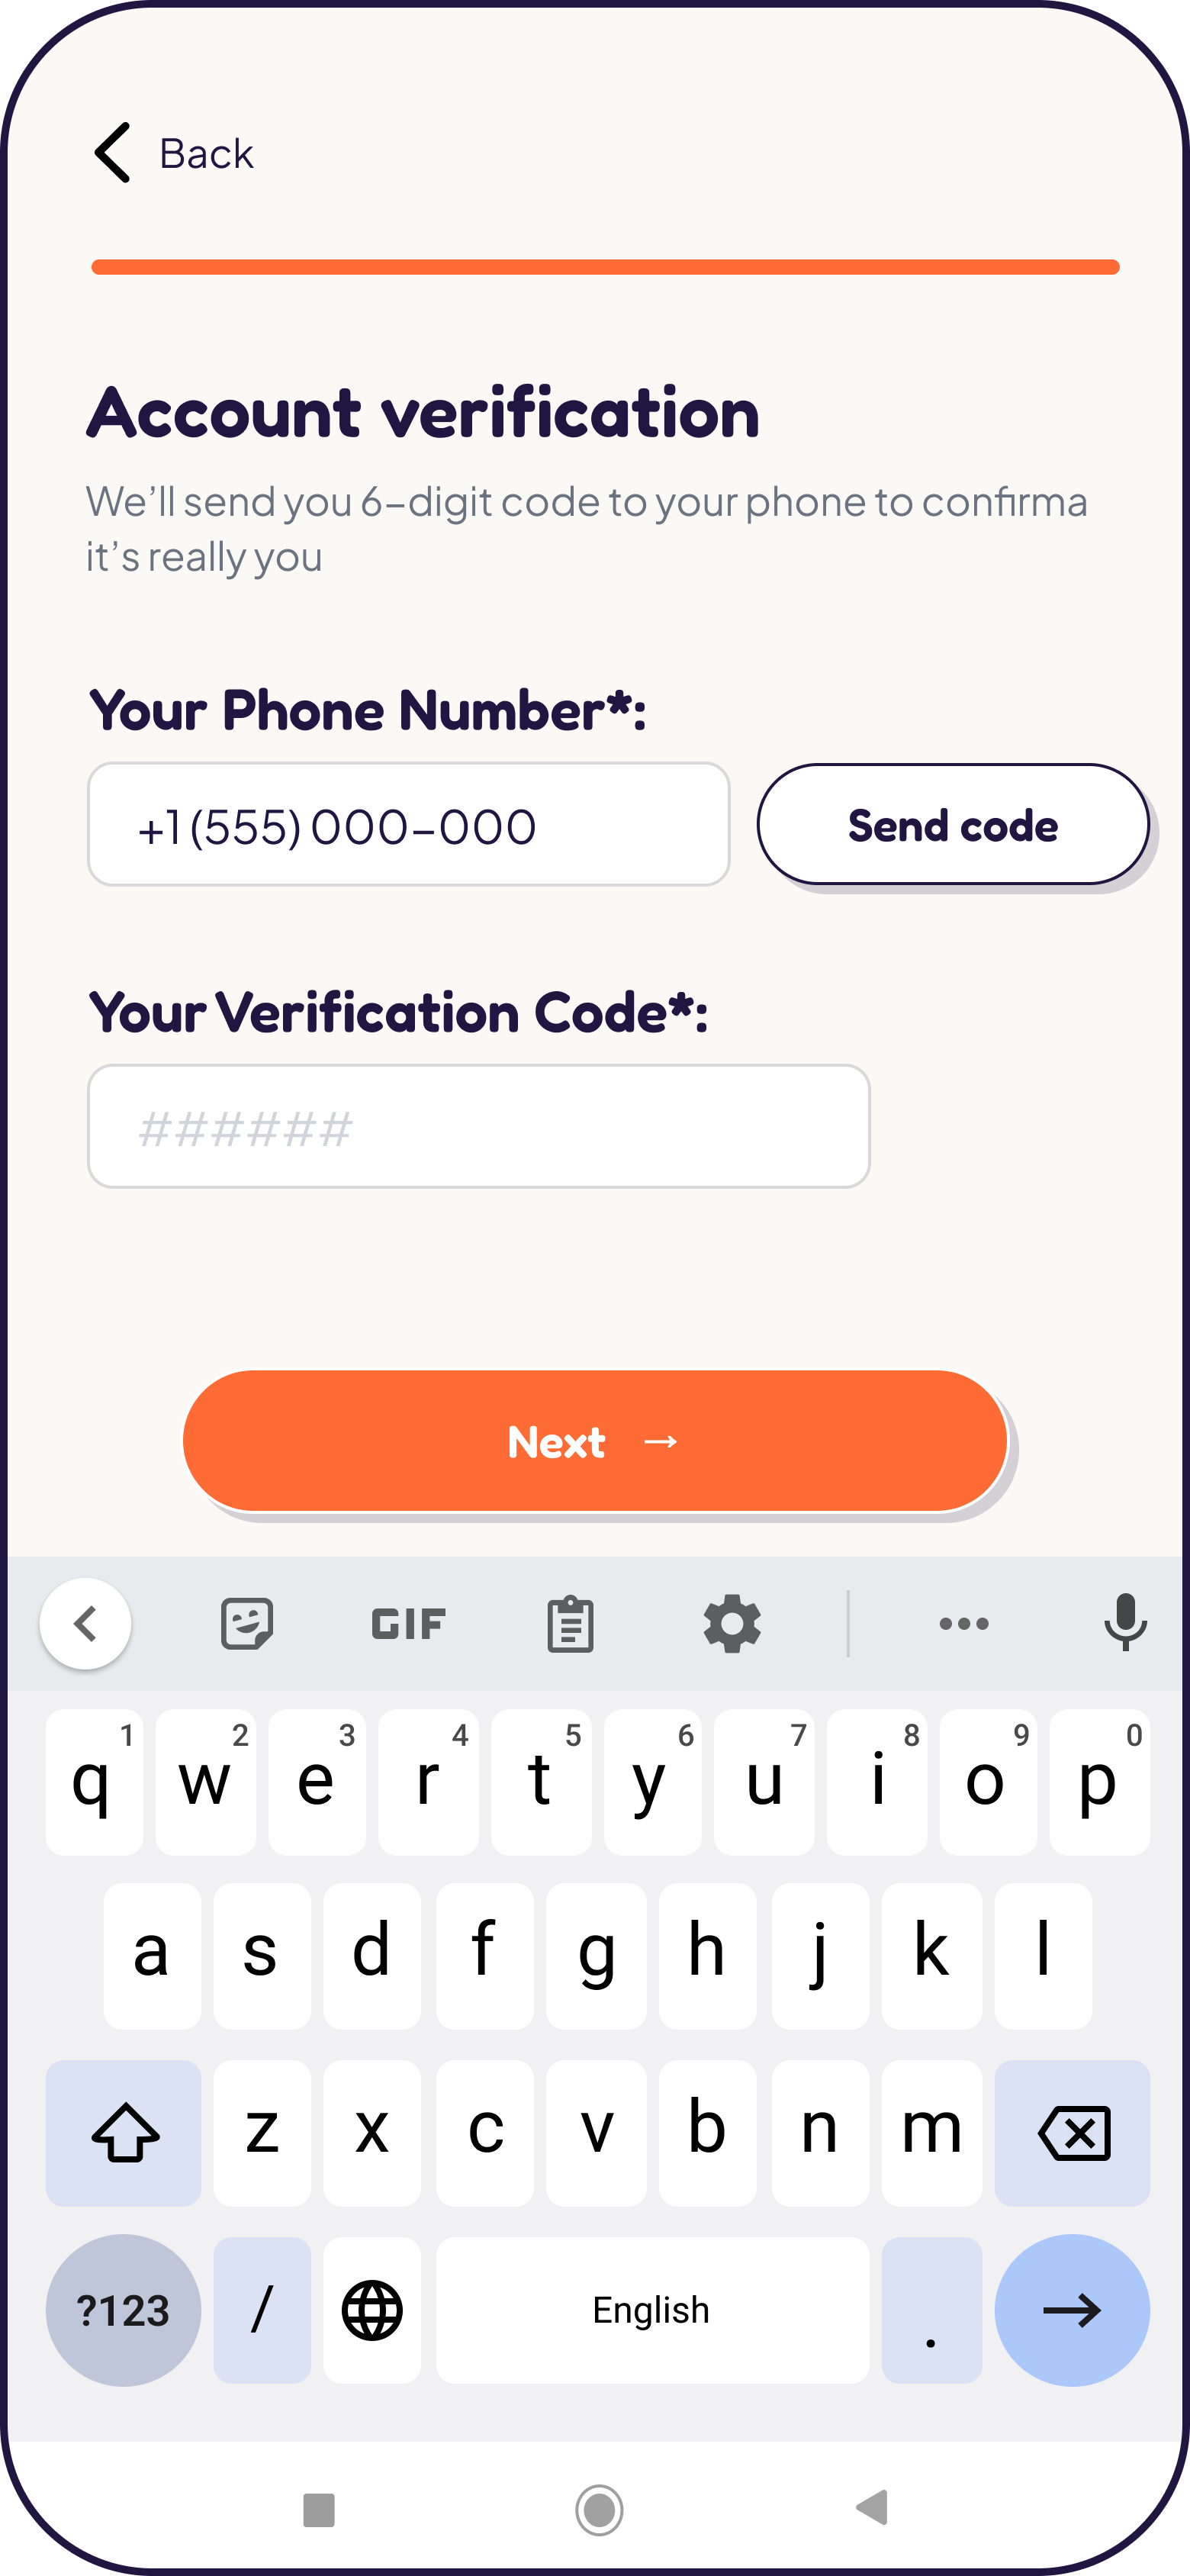 Back
Account verification
We’ll send you 6–digit code to your phone to confirma
it’s really you
Your Phone Number*:
+1 (555) 000–000
Send code
Your Verification Code*:
######
Next →
GIF
1 2 3 4 5 6 7 8 9 0
q w e r t y u i o p
a s d f g h j k l
z x c v b n m
?123 / English .